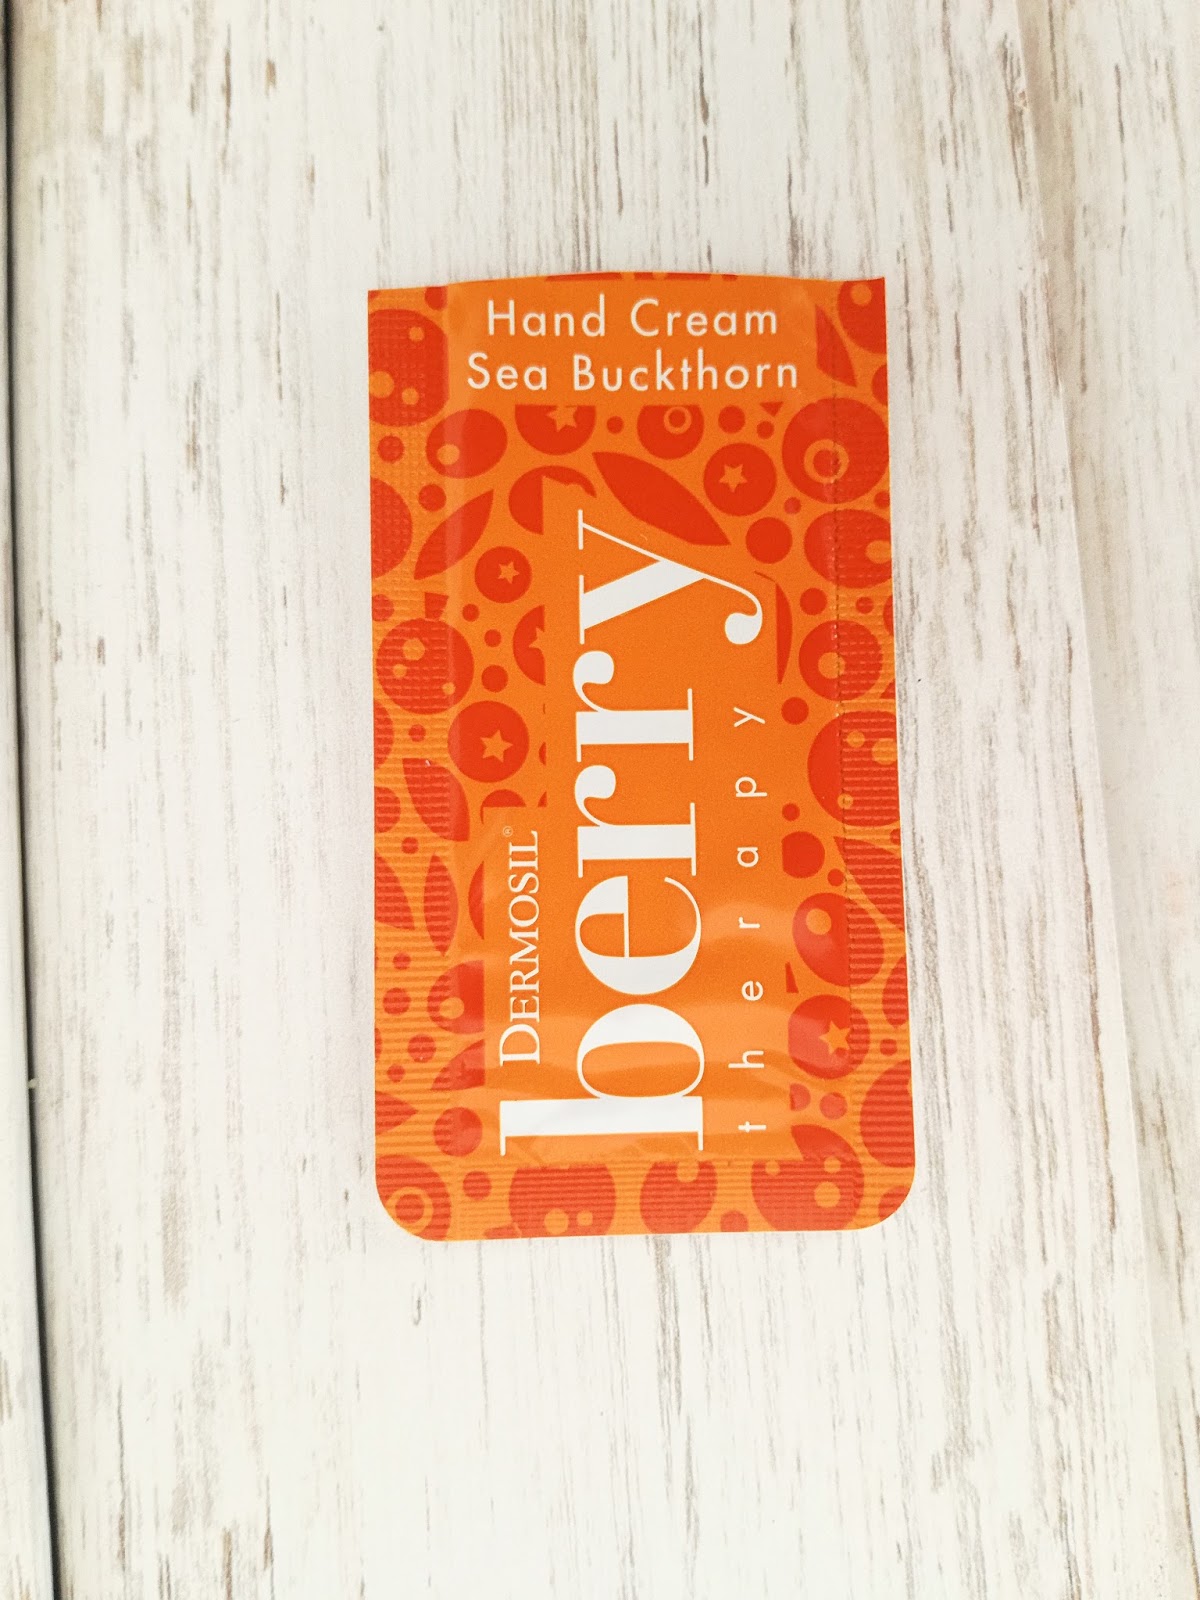 Hand Cream
Sea Buckthorn
DERMOSIL®
berry
therapy